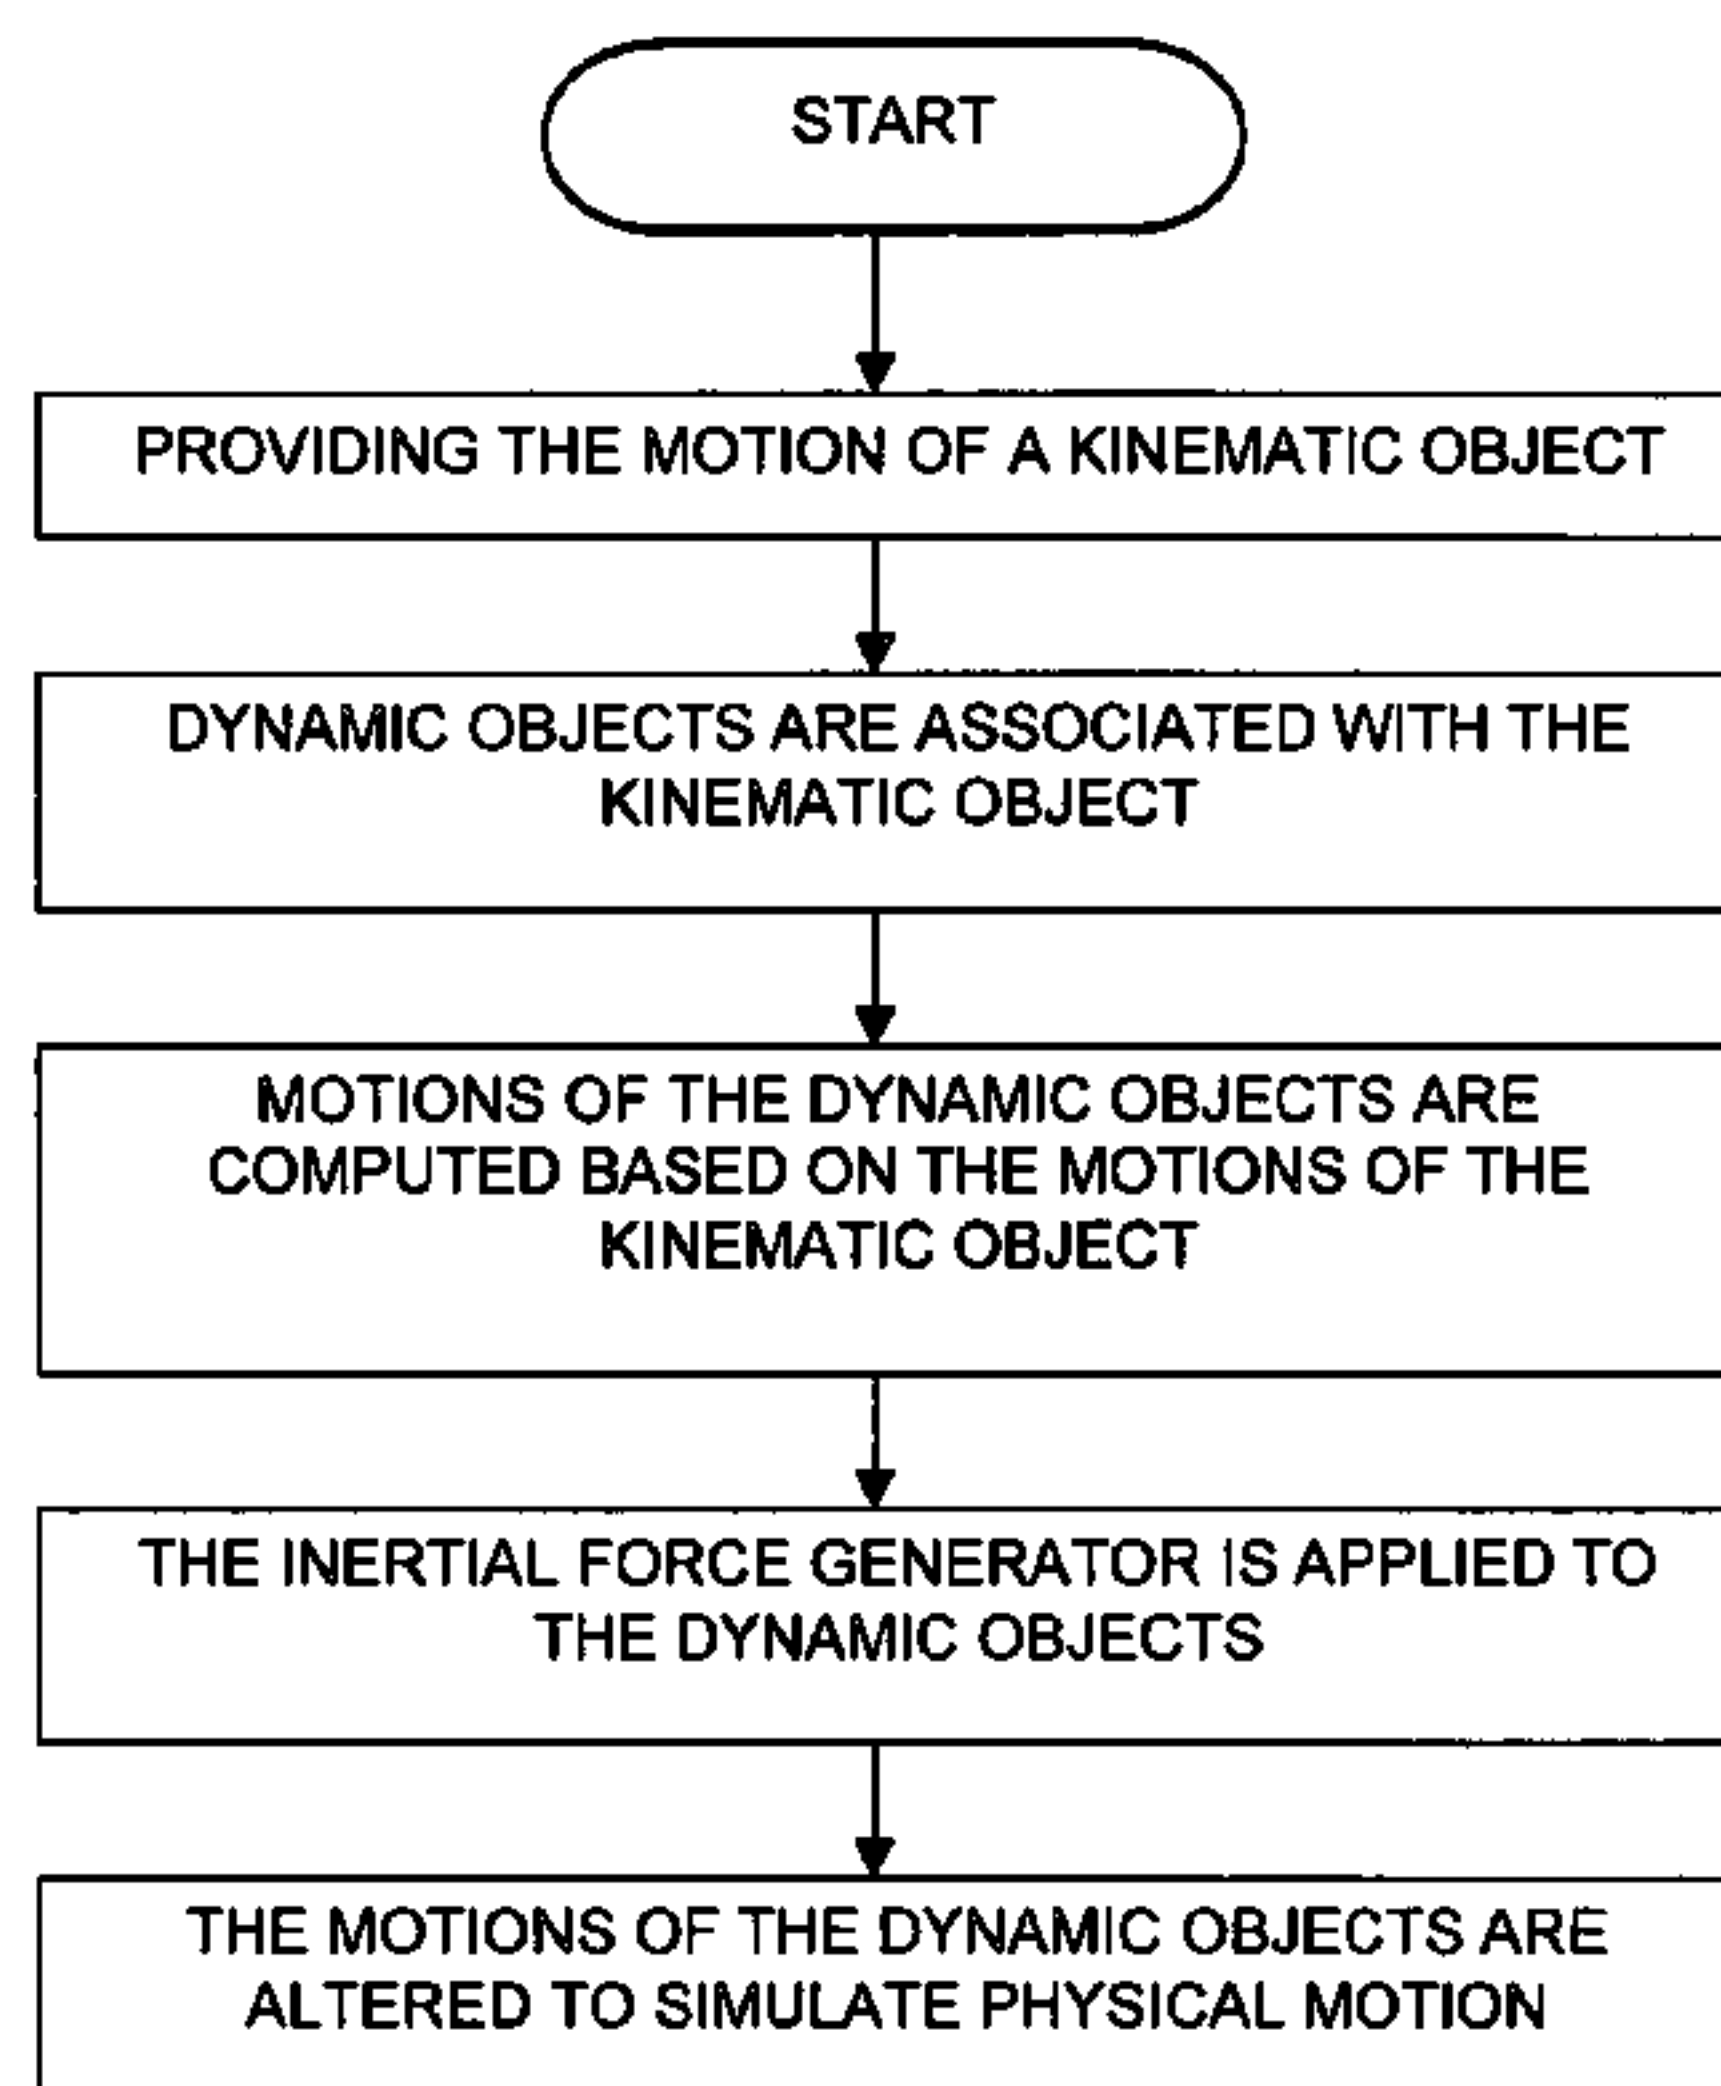 START
PROVIDING THE MOTION OF A KINEMATIC OBJECT
DYNAMIC OBJECTS ARE ASSOCIATED WITH THE
KINEMATIC OBJECT
MOTIONS OF THE DYNAMIC OBJECTS ARE
COMPUTED BASED ON THE MOTIONS OF THE
KINEMATIC OBJECT
THE INERTIAL FORCE GENERATOR IS APPLIED TO
THE DYNAMIC OBJECTS
THE MOTIONS OF THE DYNAMIC OBJECTS ARE
ALTERED TO SIMULATE PHYSICAL MOTION